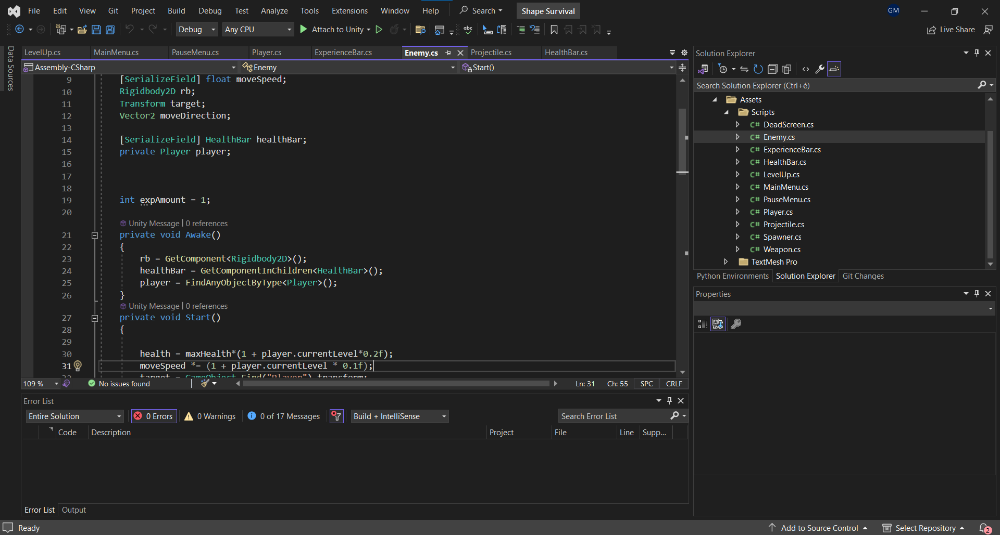 File Edit View Git Project Build Debug Test Analyze Tools Extensions Window Help Search Shape Survival GM
Debug Any CPU Attach to Unity Live Share
Data Sources
LevelUp.cs MainMenu.cs PauseMenu.cs Player.cs ExperienceBar.cs Enemy.cs Projectile.cs HealthBar.cs
Assembly-CSharp Enemy Start()
9 [SerializeField] float moveSpeed;
10 Rigidbody2D rb;
11 Transform target;
12 Vector2 moveDirection;
13
14 [SerializeField] HealthBar healthBar;
15 private Player player;
16
17
18
19 int expAmount = 1;
20
Unity Message | 0 references
21 private void Awake()
22 {
23 rb = GetComponent<Rigidbody2D>();
24 healthBar = GetComponentInChildren<HealthBar>();
25 player = FindAnyObjectByType<Player>();
26 }
Unity Message | 0 references
27 private void Start()
28 {
29
30 health = maxHealth*(1 + player.currentLevel*0.2f);
31 moveSpeed *= (1 + player.currentLevel * 0.1f);
32 target = GameObject.Find("Player").transform;
109 % No issues found Ln: 31 Ch: 55 SPC CRLF
Error List
Entire Solution 0 Errors 0 Warnings 0 of 17 Messages Build + IntelliSense Search Error List
Code Description Project File Line Supp...
Error List Output
Solution Explorer
Search Solution Explorer (Ctrl+é)
Assets
Scripts
C# DeadScreen.cs
C# Enemy.cs
C# ExperienceBar.cs
C# HealthBar.cs
C# LevelUp.cs
C# MainMenu.cs
C# PauseMenu.cs
C# Player.cs
C# Projectile.cs
C# Spawner.cs
C# Weapon.cs
TextMesh Pro
Python Environments Solution Explorer Git Changes
Properties
Ready Add to Source Control Select Repository 2